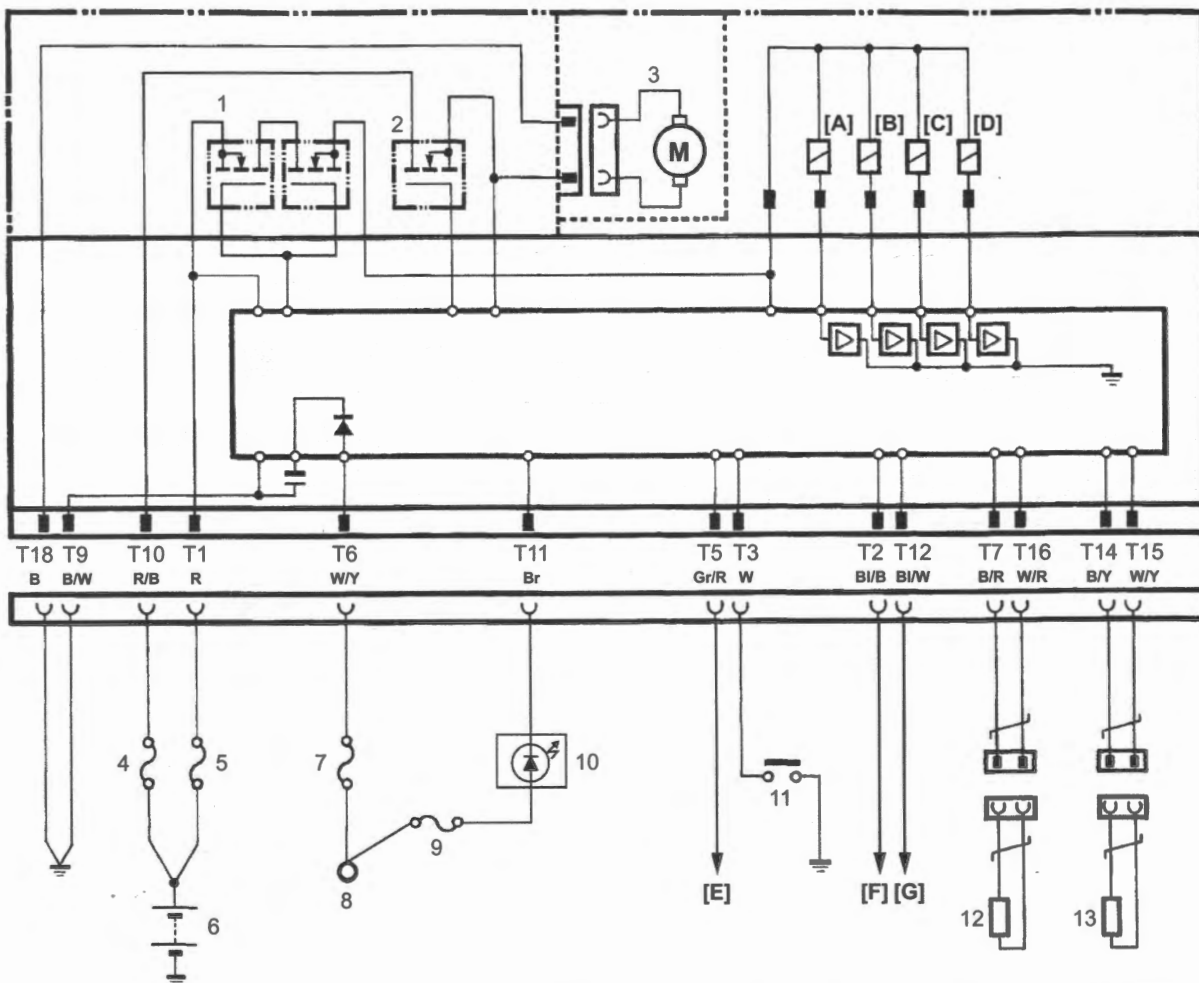 3
1
2
[A] [B] [C] [D]
M
T18 T9 T10 T1 T6 T11 T5 T3 T2 T12 T7 T16 T14 T15
B B/W R/B R W/Y Br Gr/R W Bl/B Bl/W B/R W/R B/Y W/Y
4 5 7 10
11
9
8
[E] [F] [G]
6
12 13